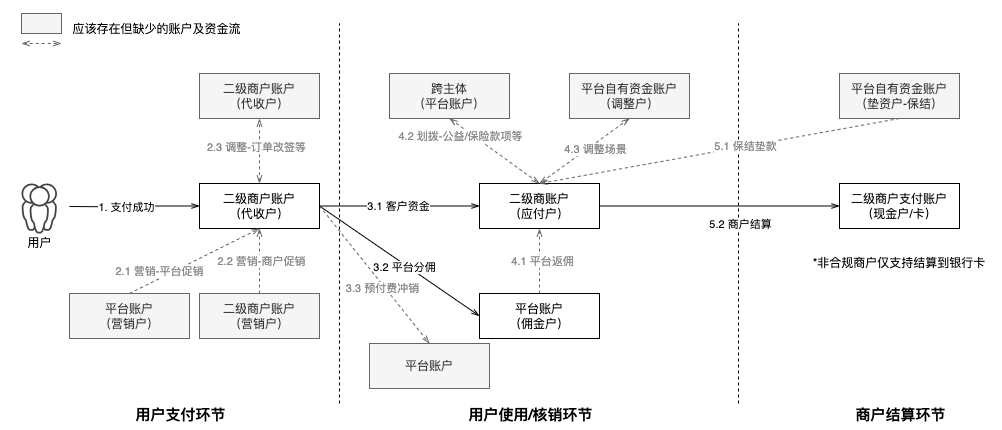 应该存在但缺少的账户及资金流
二级商户账户
（代收户）
跨主体
（平台账户）
平台自有资金账户
（调整户）
平台自有资金账户
（垫资户-保结）
2.3 调整-订单改签等
4.2 划拨-公益/保险款项等
4.3 调整场景
5.1 保结垫款
用户
1. 支付成功
二级商户账户
（代收户）
3.1 客户资金
二级商账户
（应付户）
5.2 商户结算
二级商户支付账户
（现金户/卡）
*非合规商户仅支持结算到银行卡
2.1 营销-平台促销
2.2 营销-商户促销
3.2 平台分佣
3.3 预付费冲销
4.1 平台返佣
平台账户
（营销户）
二级商户账户
（营销户）
平台账户
（佣金户）
平台账户
用户支付环节
用户使用/核销环节
商户结算环节